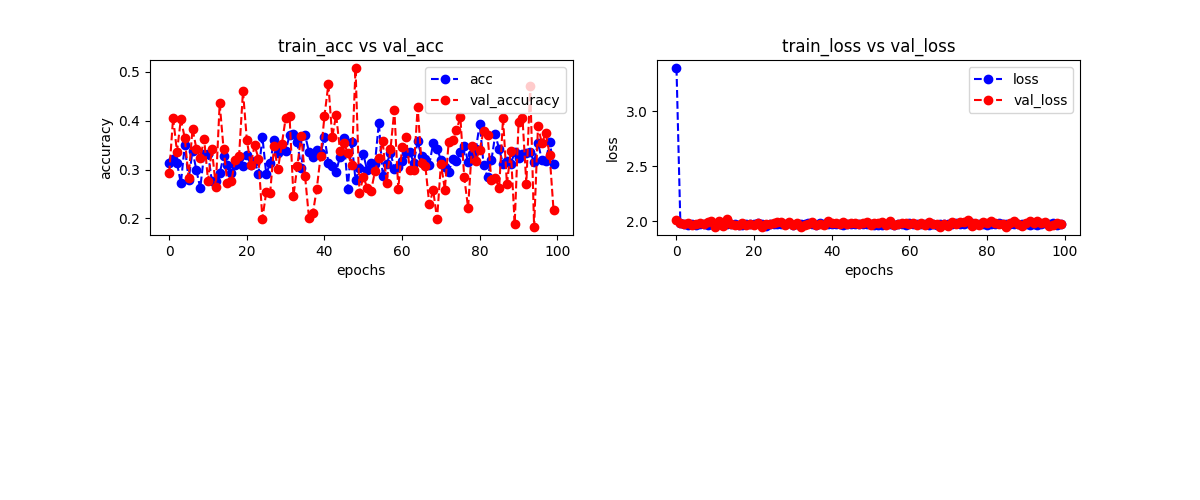 train_acc vs val_acc
acc
val_accuracy
0.5
0.4
0.3
0.2
accuracy
0 20 40 60 80 100
epochs
train_loss vs val_loss
loss
val_loss
3.0
2.5
2.0
loss
0 20 40 60 80 100
epochs